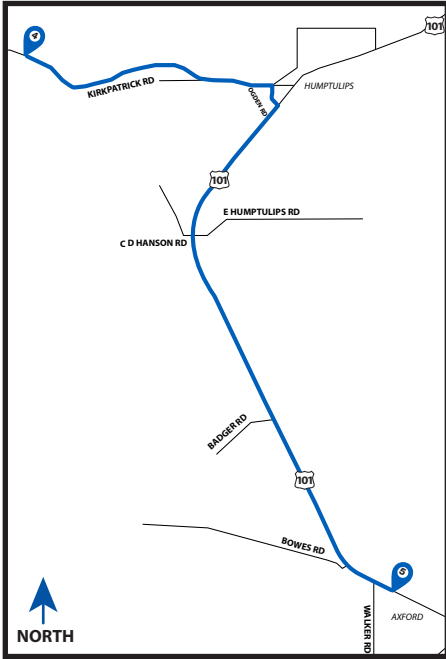 4
101
KIRKPATRICK RD
HUMPTULIPS
OGDEN RD
101
E HUMPTULIPS RD
C D HANSON RD
BADGER RD
101
BOWES RD
5
WALKER RD
AXFORD
NORTH